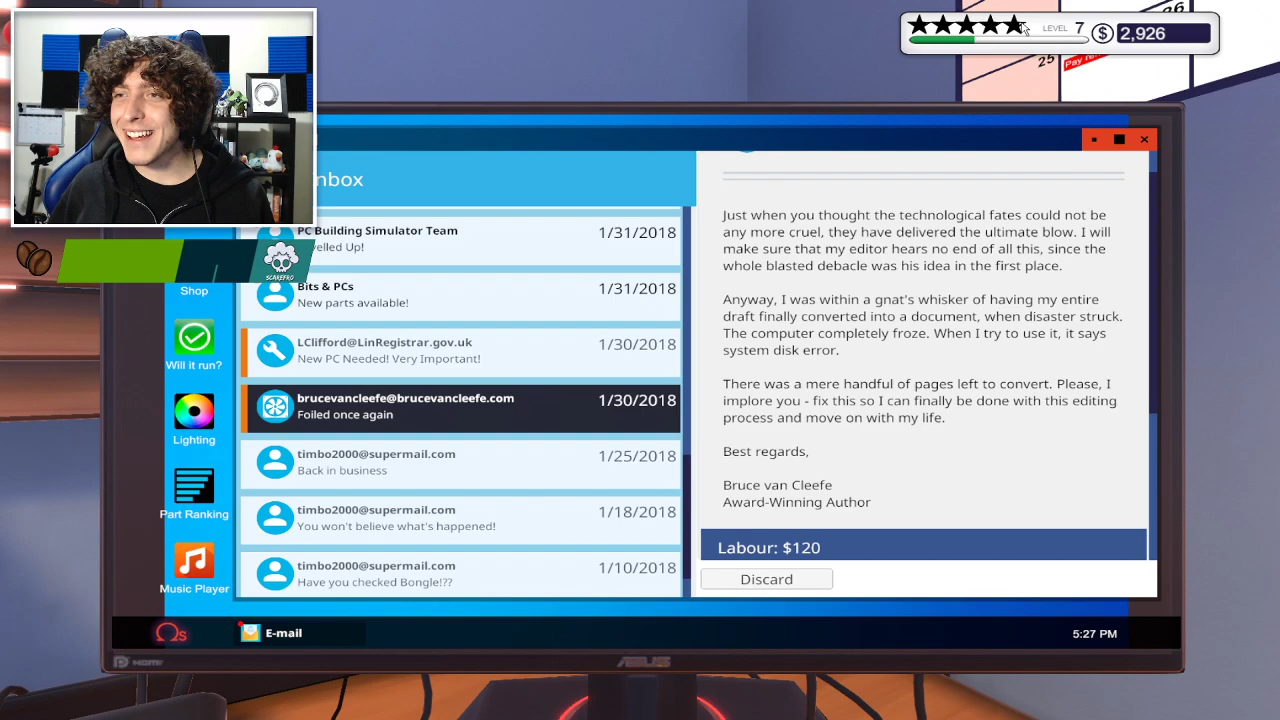 LEVEL 7 $ 2,926
26
25
Pay
Inbox
PC Building Simulator Team 1/31/2018
Levelled Up!
SCAREFRO
Bits & PCs 1/31/2018
New parts available!
Shop
LClifford@LinRegistrar.gov.uk 1/30/2018
New PC Needed! Very Important!
Will it run?
brucevancleefe@brucevancleefe.com 1/30/2018
Foiled once again
Lighting
timbo2000@supermail.com 1/25/2018
Back in business
Part Ranking
timbo2000@supermail.com 1/18/2018
You won't believe what's happened!
Music Player
timbo2000@supermail.com 1/10/2018
Have you checked Bongle!??
Just when you thought the technological fates could not be
any more cruel, they have delivered the ultimate blow. I will
make sure that my editor hears no end of all this, since the
whole blasted debacle was his idea in the first place.
Anyway, I was within a gnat's whisker of having my entire
draft finally converted into a document, when disaster struck.
The computer completely froze. When I try to use it, it says
system disk error.
There was a mere handful of pages left to convert. Please, I
implore you - fix this so I can finally be done with this editing
process and move on with my life.
Best regards,
Bruce van Cleefe
Award-Winning Author
Labour: $120
Discard
Ωs E-mail 5:27 PM
HDMI ASUS